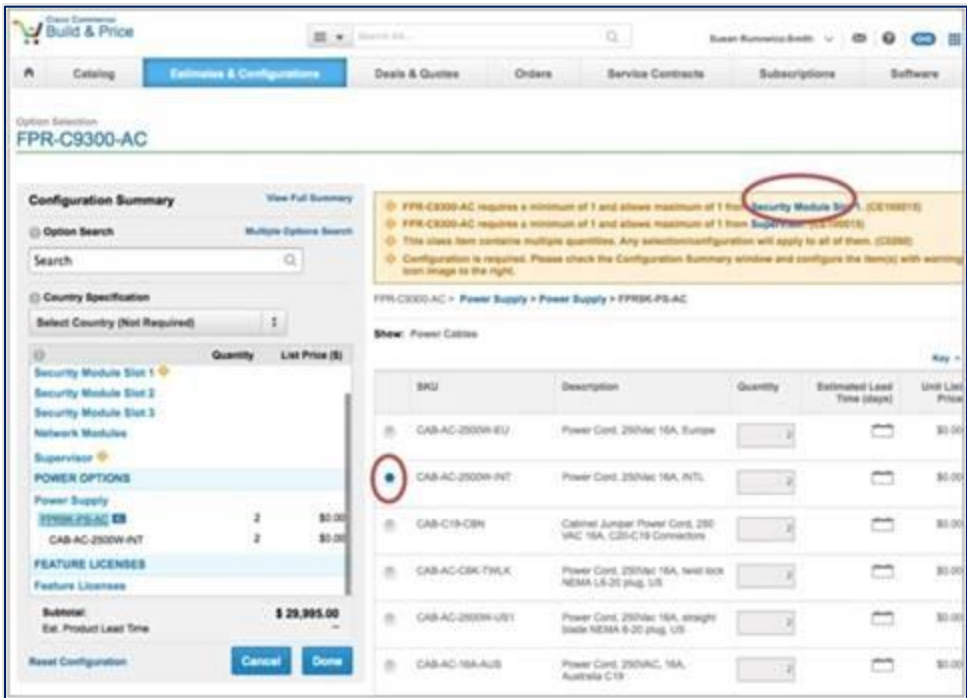 Cisco Commerce
Build & Price
Search
Susan
Catalog
Estimates & Configurations
Deals & Quotes
Orders
Service Contracts
Subscriptions
Software
Option Selection
FPR-C9300-AC
Configuration Summary
View Full Summary
Option Search
Multiple Options Search
Search
Country Specification
Select Country (Not Required)
Quantity
List Price ($)
Security Module Slot 1
Security Module Slot 2
Security Module Slot 3
Network Modules
Supervisor
POWER OPTIONS
Power Supply
FPR9K-PS-AC 2 $0.00
CAB-AC-2500W-INT 2 $0.00
FEATURE LICENSES
Feature Licenses
Subtotal: $ 29,995.00
Est. Product Lead Time --
Reset Configuration
Cancel
Done
FPR-C9300-AC requires a minimum of 1 and allows maximum of 1 from Security Module Slot 1. (CE100015)
FPR-C9300-AC requires a minimum of 1 and allows maximum of 1 from Supervisor. (CE100015)
This class item contains multiple quantities. Any selection/configuration will apply to all of them.
Configuration is required. Please check the Configuration Summary window and configure the item(s) with warning
icon image to the right.
FPR-C9300-AC > Power Supply > Power Supply > FPR9K-PS-AC
Show: Power Cables
Key
SKU
Description
Quantity
Estimated Lead
Time (days)
Unit List
Price
CAB-AC-2500W-EU
Power Cord, 250Vac 16A, Europe
2
$0.00
CAB-AC-2500W-INT
Power Cord, 250Vac 16A, INTL
2
$0.00
CAB-C19-CBN
Cabinet Jumper Power Cord, 250
VAC 16A, C20-C19 Connectors
2
$0.00
CAB-AC-C6K-TWLK
Power Cord, 250Vac 16A, twist lock
NEMA L6-20 plug, US
2
$0.00
CAB-AC-2500W-US1
Power Cord, 250Vac 16A, straight
blade NEMA 6-20 plug, US
2
$0.00
CAB-AC-16A-AUS
Power Cord, 250VAC, 16A,
Australia C19
2
$0.00